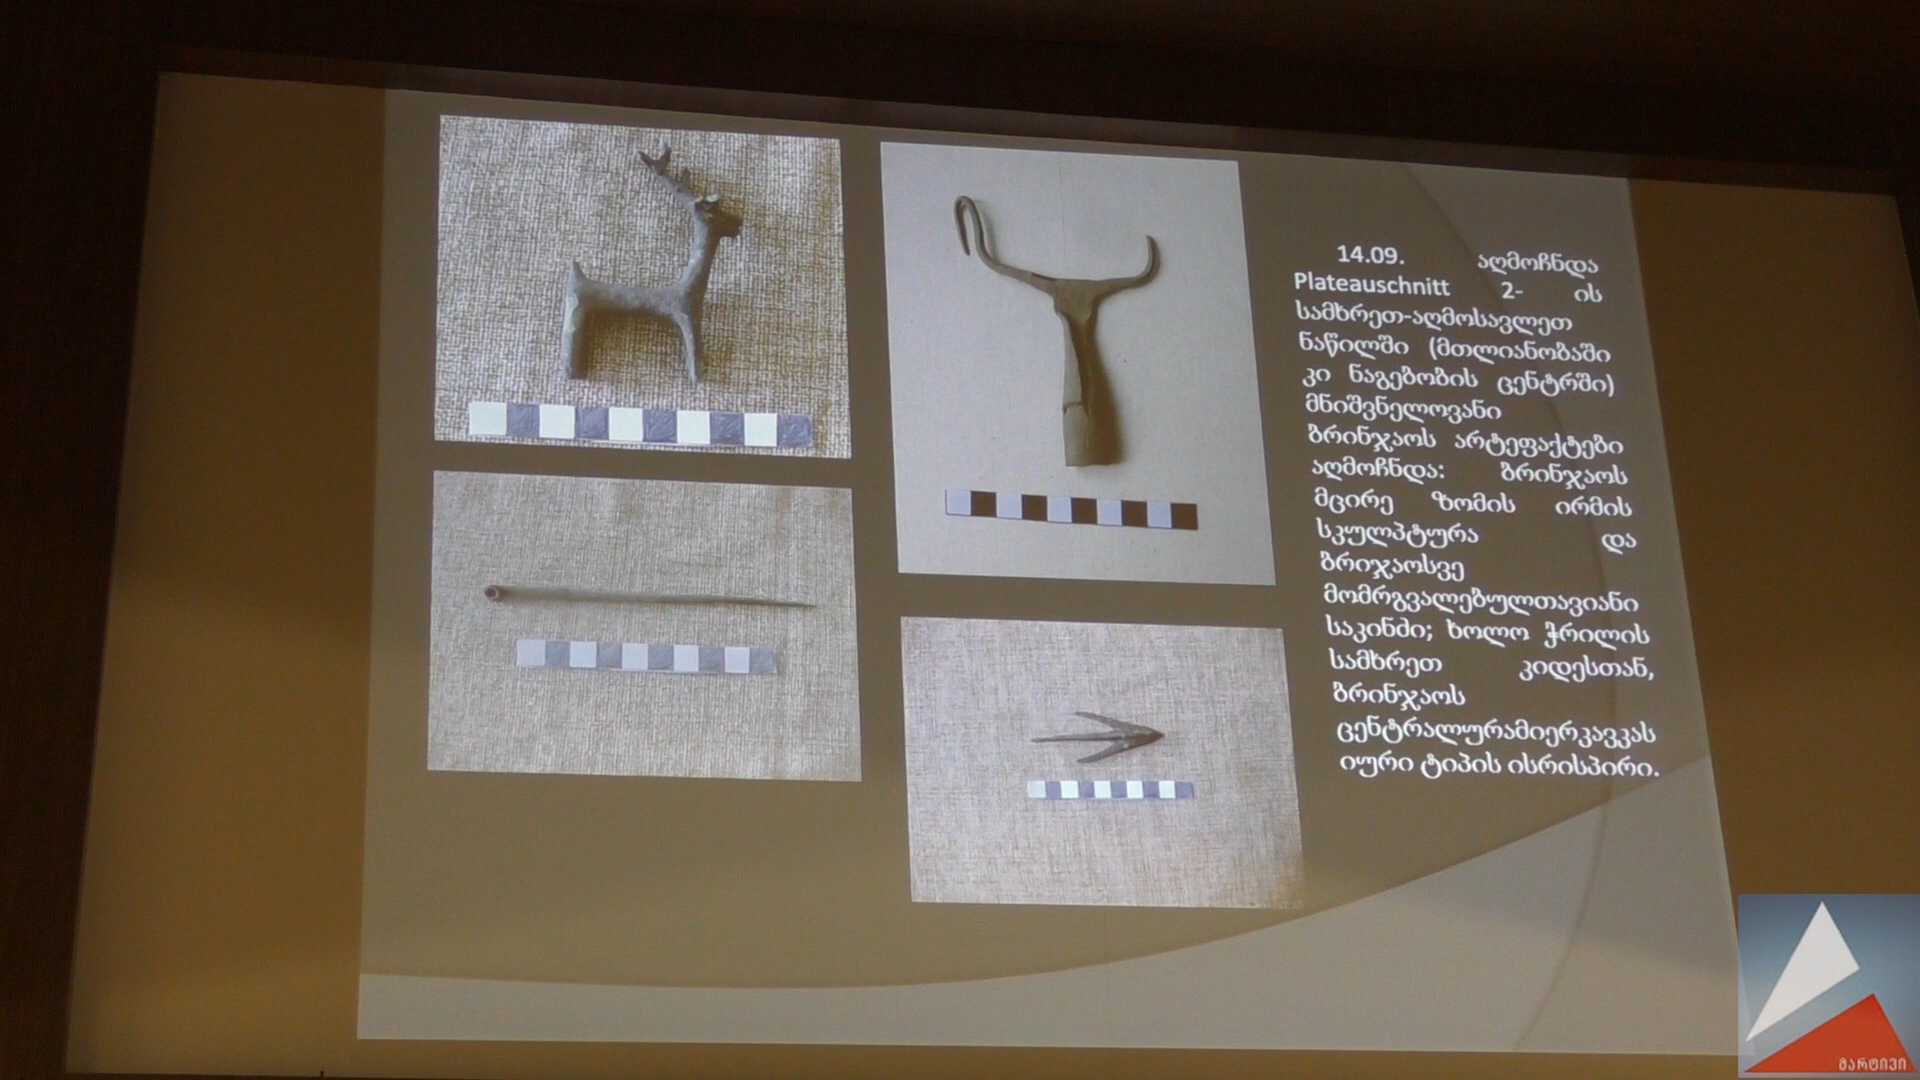 14.09. აღმოჩნდა
Plateauschnitt 2- ის
სამხრეთ-აღმოსავლეთ
ნაწილში (მთლიანობაში
კი ნაგებობის ცენტრში)
მნიშვნელოვანი
ბრინჯაოს არტეფაქტები
აღმოჩნდა: ბრინჯაოს
მცირე ზომის ირმის
სკულპტურა და
ბრიჯაოსვე
მომრგვალებულთავიანი
საკინძი; ხოლო ჭრილის
სამხრეთ კიდესთან,
ბრინჯაოს
ცენტრალურამიერკავკას
იური ტიპის ისრისპირი.
მარტივი